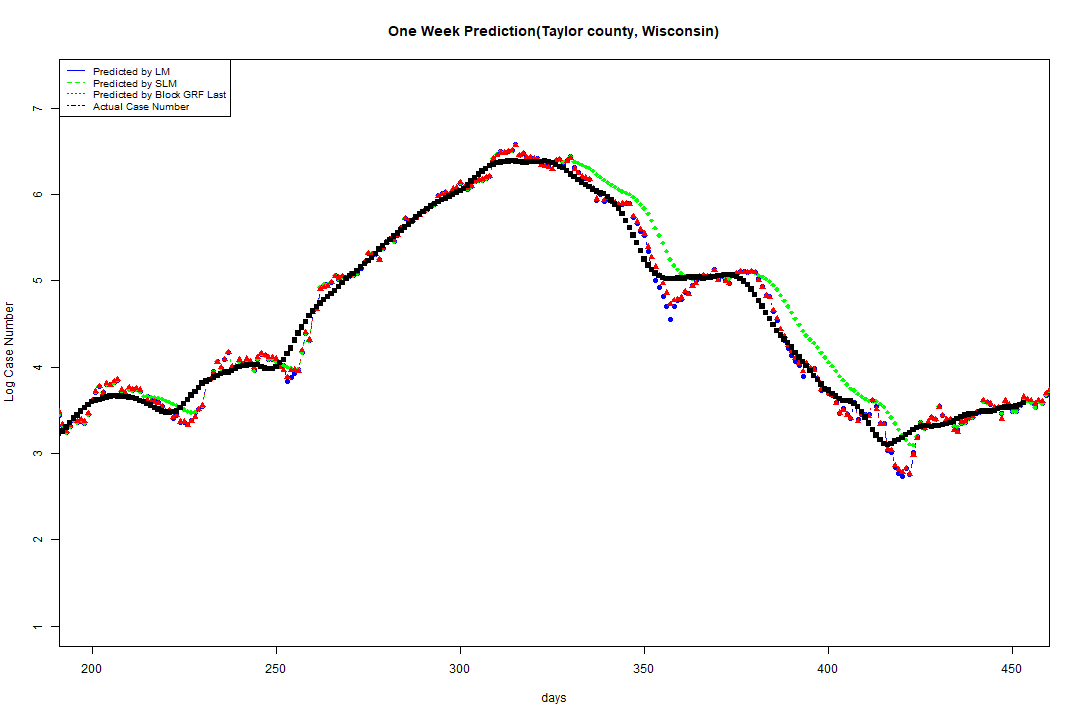 One Week Prediction(Taylor county, Wisconsin)
Predicted by LM
Predicted by SLM
Predicted by Block GRF Last
Actual Case Number
7
6
5
4
3
2
1
Log Case Number
200 250 300 350 400 450
days